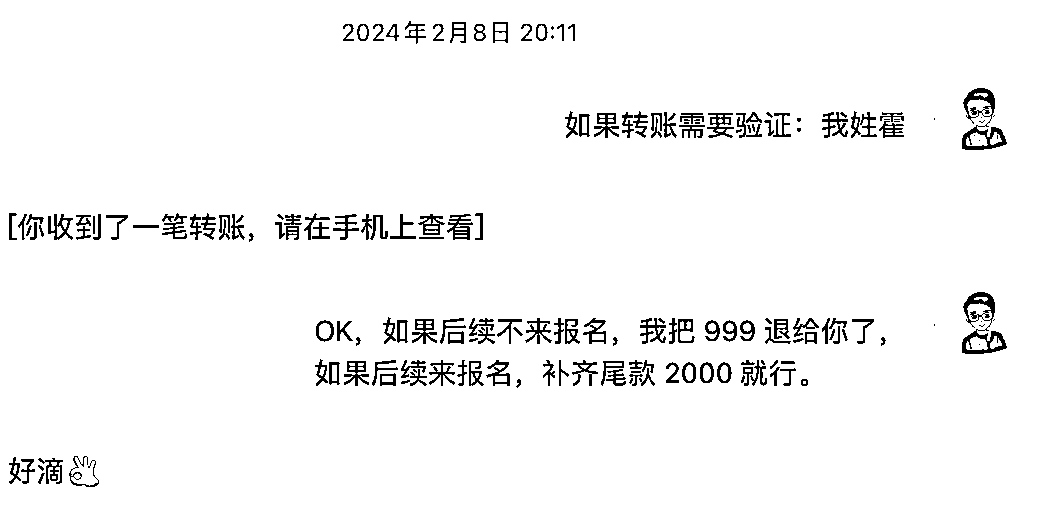 2024年2月8日 20:11
如果转账需要验证：我姓霍
[你收到了一笔转账，请在手机上查看]
OK，如果后续不来报名，我把 999 退给你了，
如果后续来报名，补齐尾款 2000 就行。
好滴👌